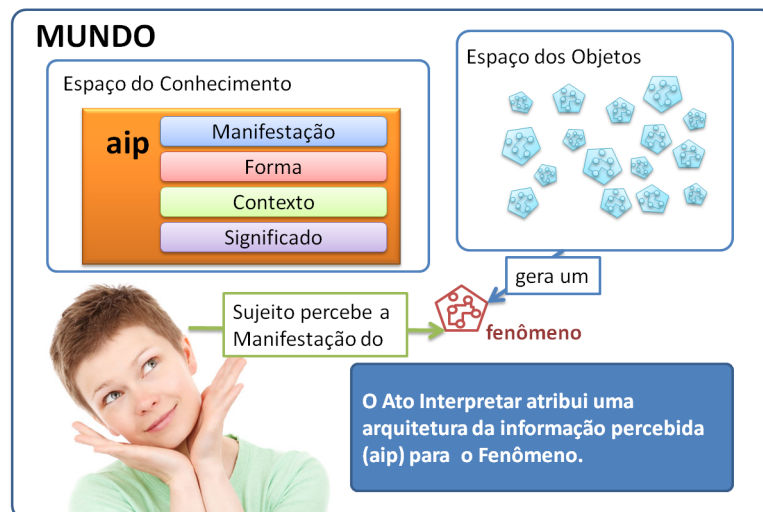 MUNDO
Espaço do Conhecimento
aip
Manifestação
Forma
Contexto
Significado
Espaço dos Objetos
gera um
Sujeito percebe a
Manifestação do
fenômeno
O Ato Interpretar atribui uma
arquitetura da informação percebida
(aip) para o Fenômeno.